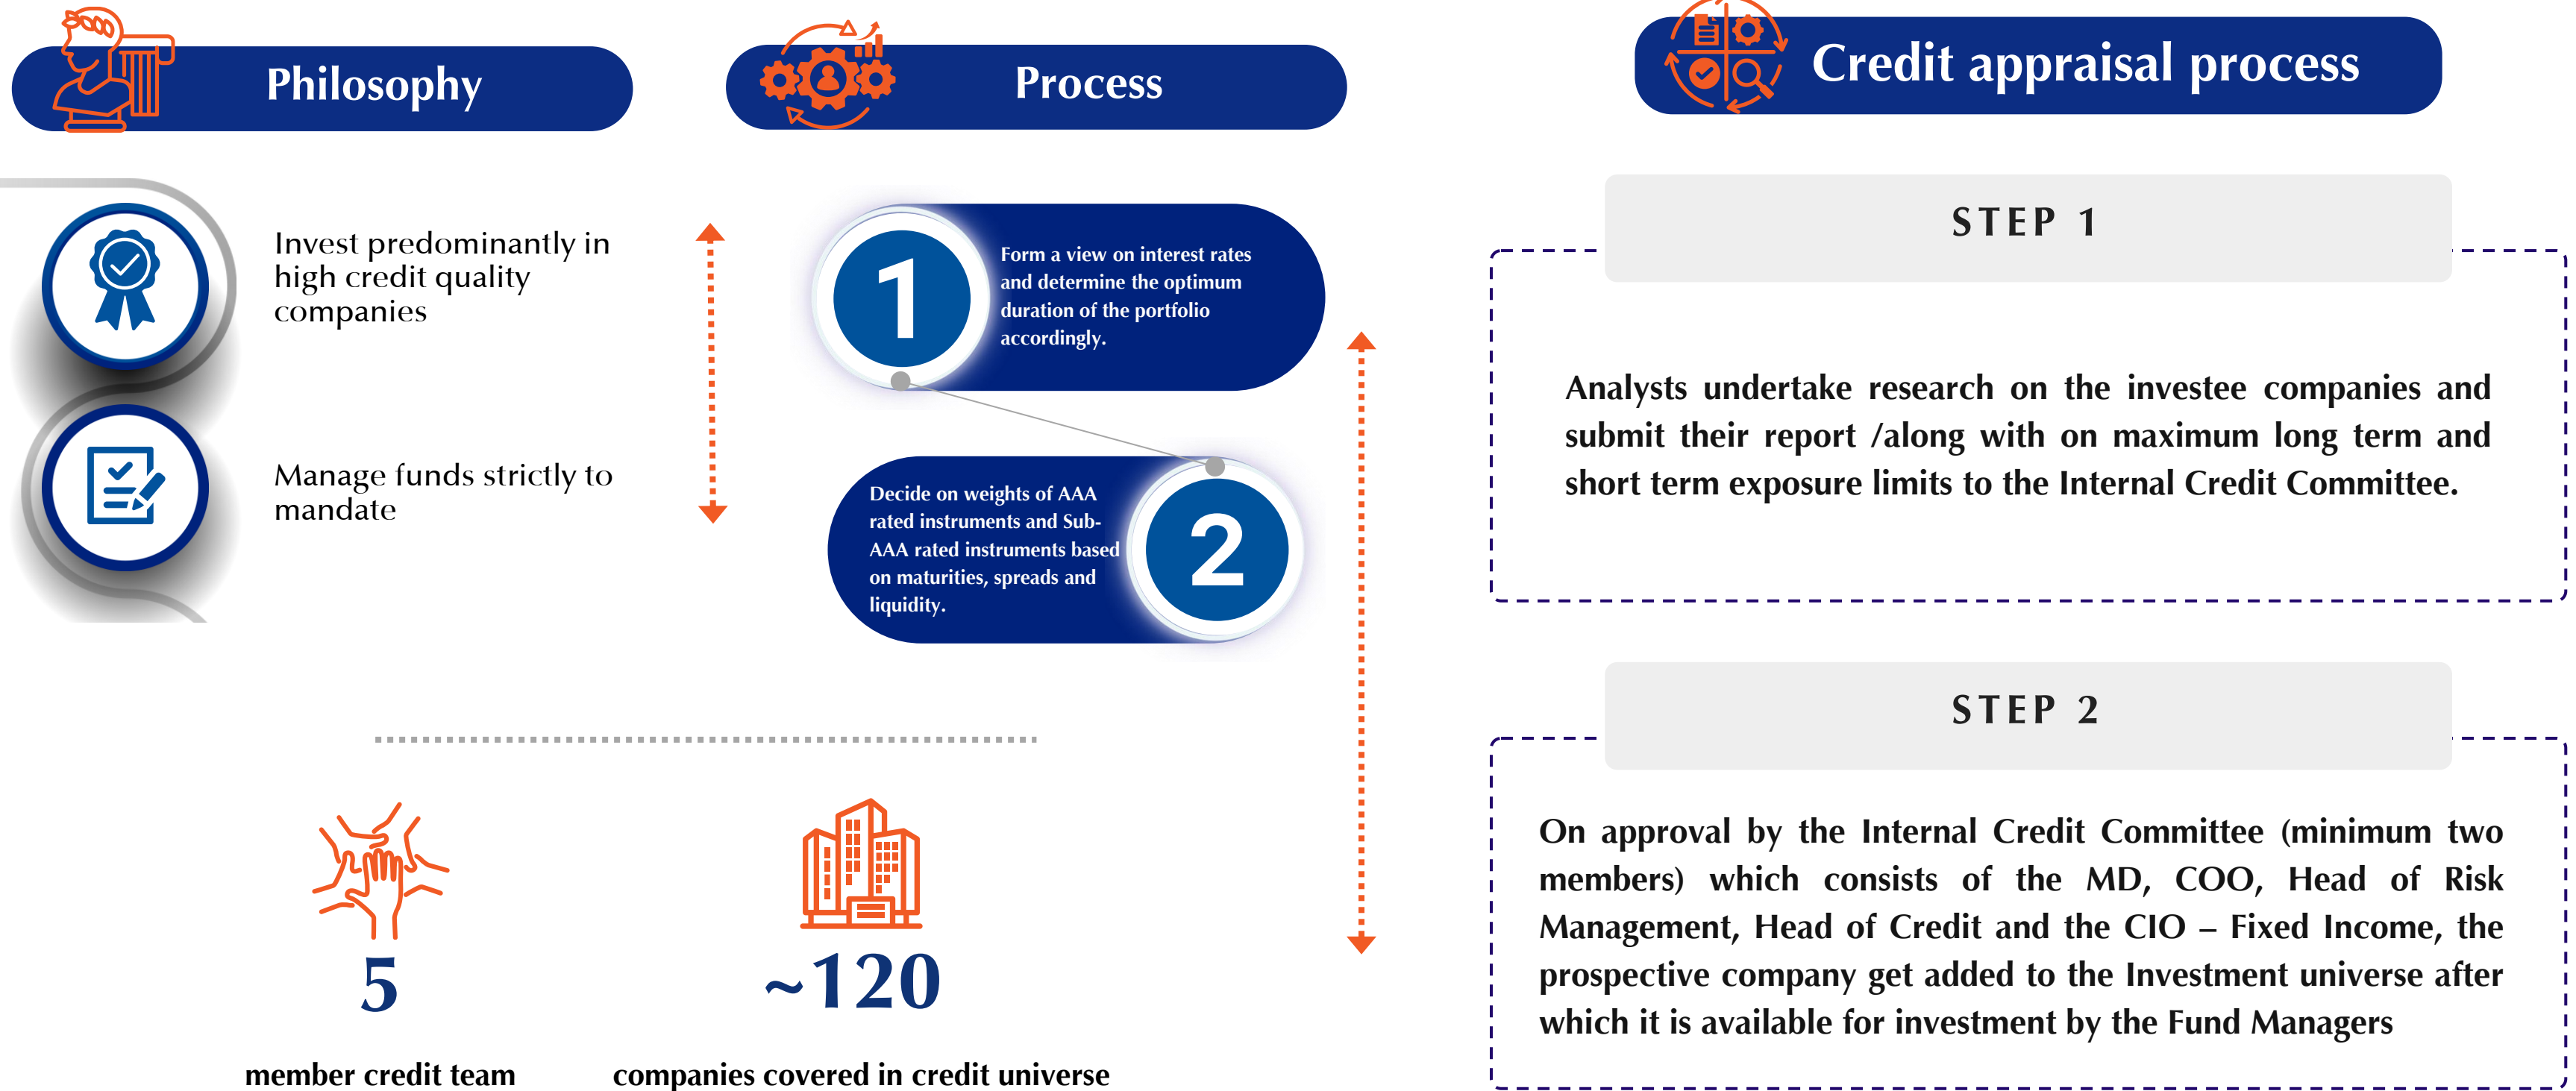 Philosophy
Invest predominantly in
high credit quality
companies
Manage funds strictly to
mandate
Process
1
Form a view on interest rates
and determine the optimum
duration of the portfolio
accordingly.
Decide on weights of AAA
rated instruments and Sub-
AAA rated instruments based
on maturities, spreads and
liquidity.
2
5
member credit team
~120
companies covered in credit universe
Credit appraisal process
STEP 1
Analysts undertake research on the investee companies and
submit their report /along with on maximum long term and
short term exposure limits to the Internal Credit Committee.
STEP 2
On approval by the Internal Credit Committee (minimum two
members) which consists of the MD, COO, Head of Risk
Management, Head of Credit and the CIO – Fixed Income, the
prospective company get added to the Investment universe after
which it is available for investment by the Fund Managers